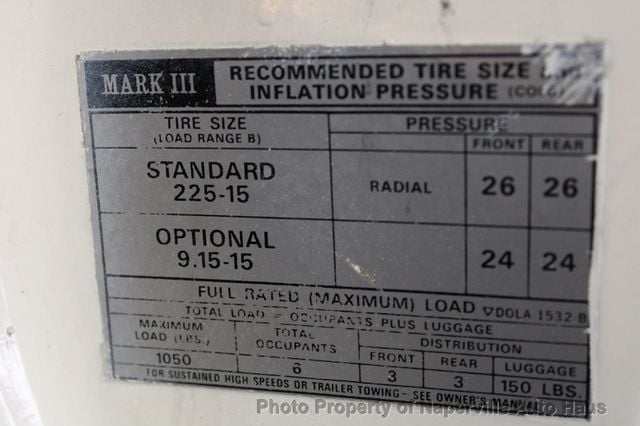 MARK III
RECOMMENDED TIRE SIZE
INFLATION PRESSURE (COLD)
TIRE SIZE
(LOAD RANGE B)
PRESSURE
FRONT REAR
STANDARD
225-15
RADIAL
26 26
OPTIONAL
9.15-15
24 24
FULL RATED (MAXIMUM) LOAD ▽DOLA 1532 B
TOTAL LOAD = OCCUPANTS PLUS LUGGAGE
MAXIMUM
LOAD (LBS.)
TOTAL
OCCUPANTS
DISTRIBUTION
FRONT REAR LUGGAGE
1050 6 3 3 150 LBS.
FOR SUSTAINED HIGH SPEEDS OR TRAILER TOWING- SEE OWNER'S MANUAL
Photo Property of Naperville Auto Haus